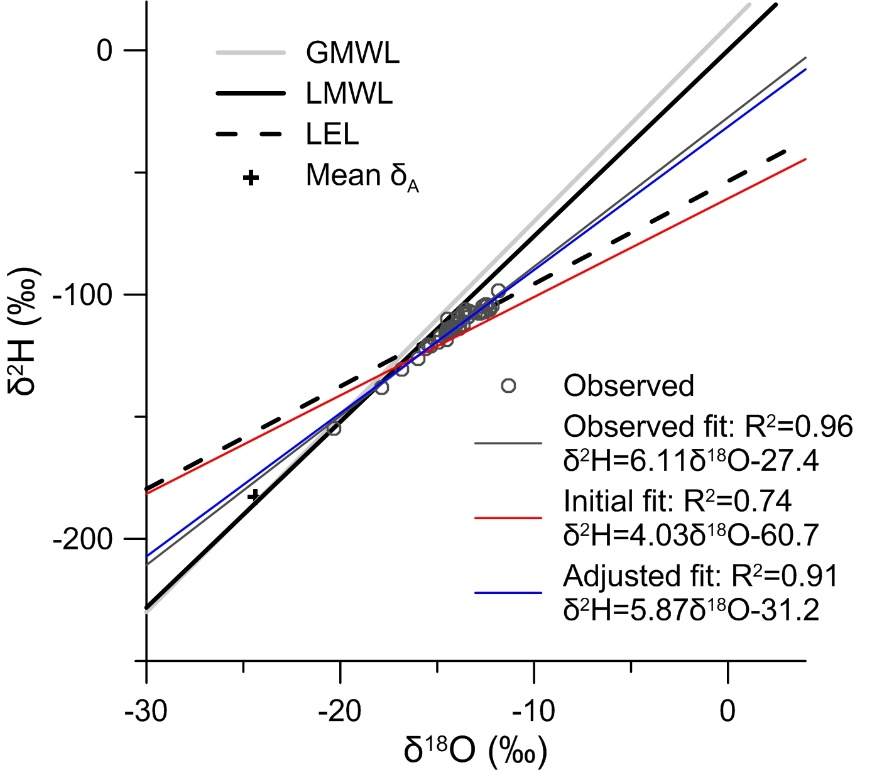 GMWL
LMWL
LEL
Mean δA
0
-100
-200
δ²H (‰)
Observed
Observed fit: R²=0.96
δ²H=6.11δ¹⁸O-27.4
Initial fit: R²=0.74
δ²H=4.03δ¹⁸O-60.7
Adjusted fit: R²=0.91
δ²H=5.87δ¹⁸O-31.2
-30 -20 -10 0
δ¹⁸O (‰)